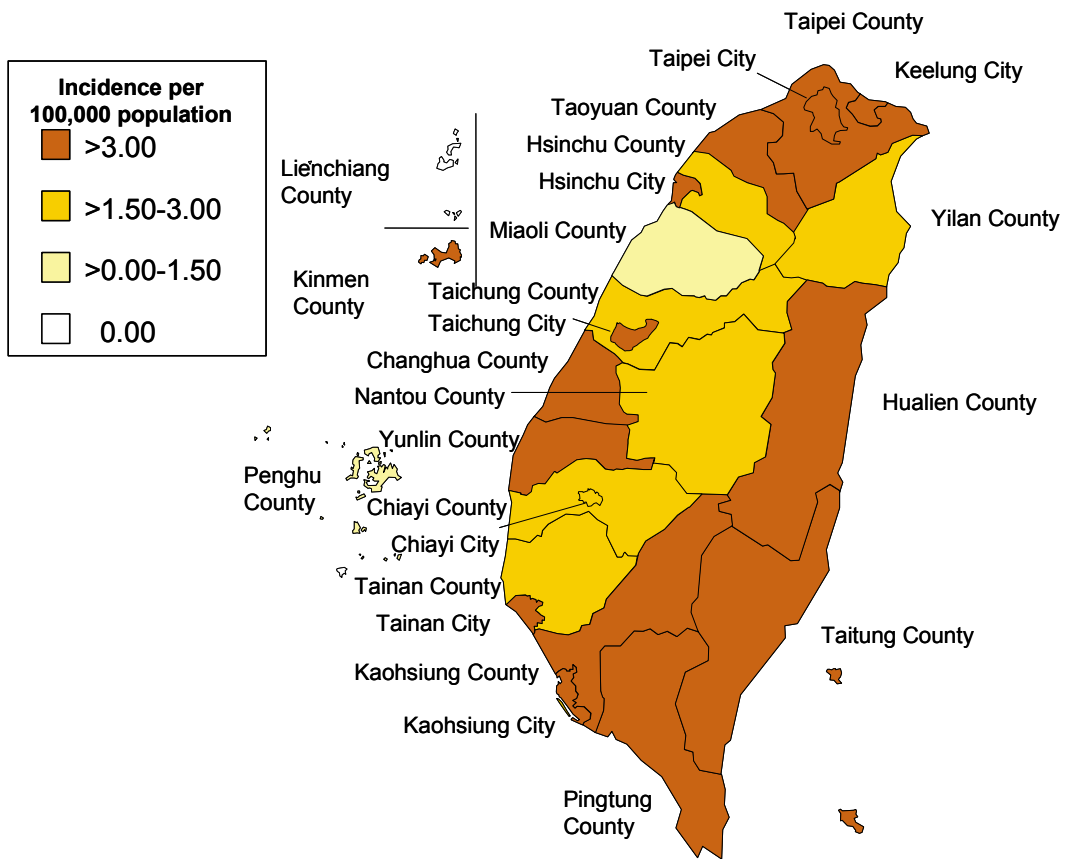 Incidence per
100,000 population
>3.00
>1.50-3.00
>0.00-1.50
0.00
Taipei County
Taipei City
Keelung City
Taoyuan County
Hsinchu County
Hsinchu City
Lienchiang
County
Yilan County
Miaoli County
Kinmen
County
Taichung County
Taichung City
Changhua County
Nantou County
Hualien County
Yunlin County
Penghu
County
Chiayi County
Chiayi City
Tainan County
Tainan City
Taitung County
Kaohsiung County
Kaohsiung City
Pingtung
County